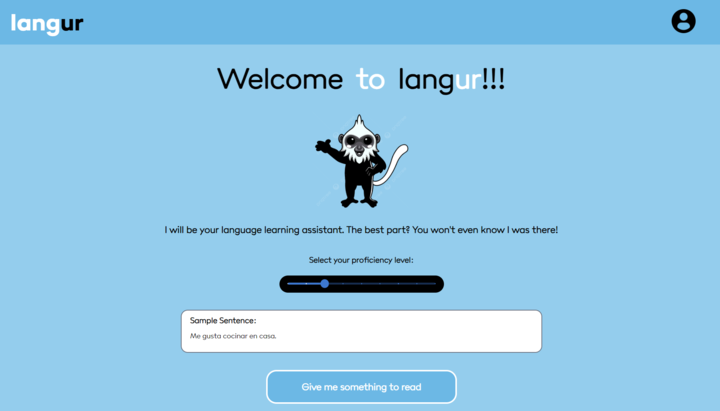 langur
Welcome to langur!!!
I will be your language learning assistant. The best part? You won't even know I was there!
Select your proficiency level:
Sample Sentence:
Me gusta cocinar en casa.
Give me something to read